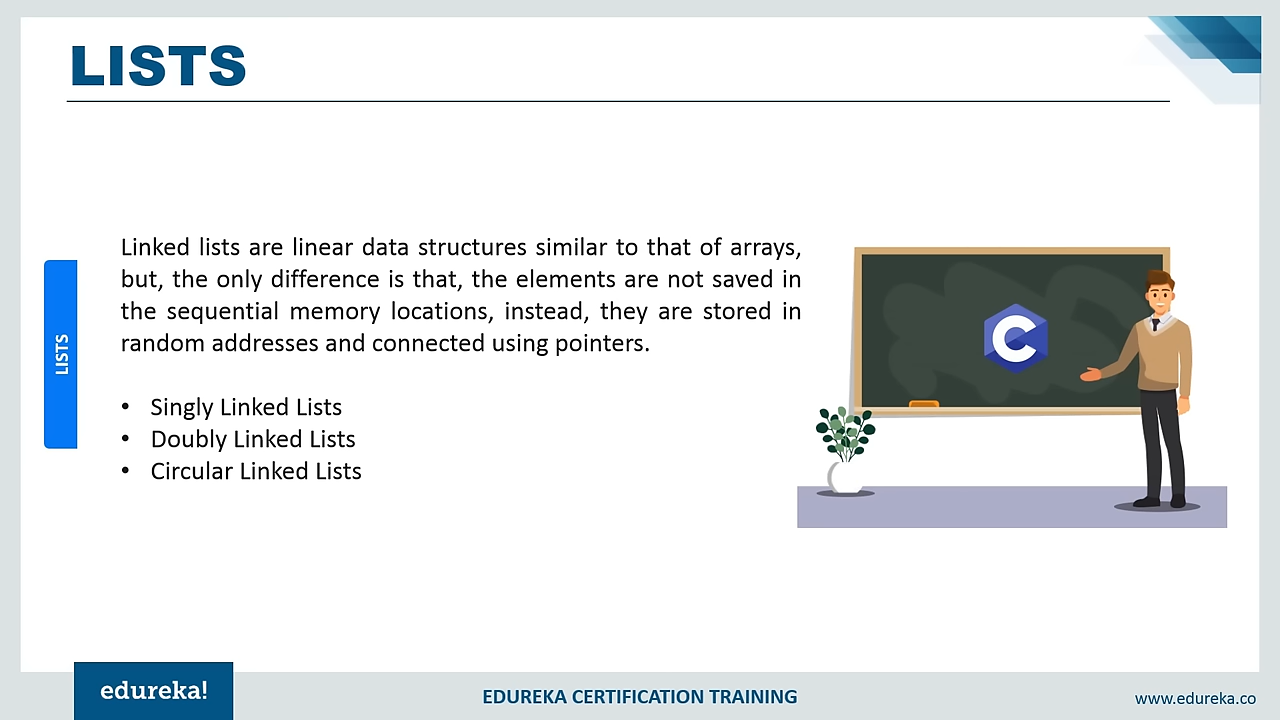 LISTS
Linked lists are linear data structures similar to that of arrays,
but, the only difference is that, the elements are not saved in
the sequential memory locations, instead, they are stored in
random addresses and connected using pointers.
LISTS
• Singly Linked Lists
• Doubly Linked Lists
• Circular Linked Lists
C
edureka!
EDUREKA CERTIFICATION TRAINING
www.edureka.co